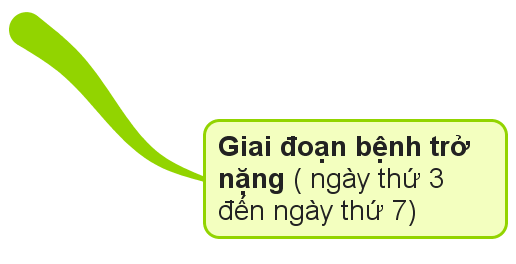 Giai đoạn bệnh trở
nặng ( ngày thứ 3
đến ngày thứ 7)